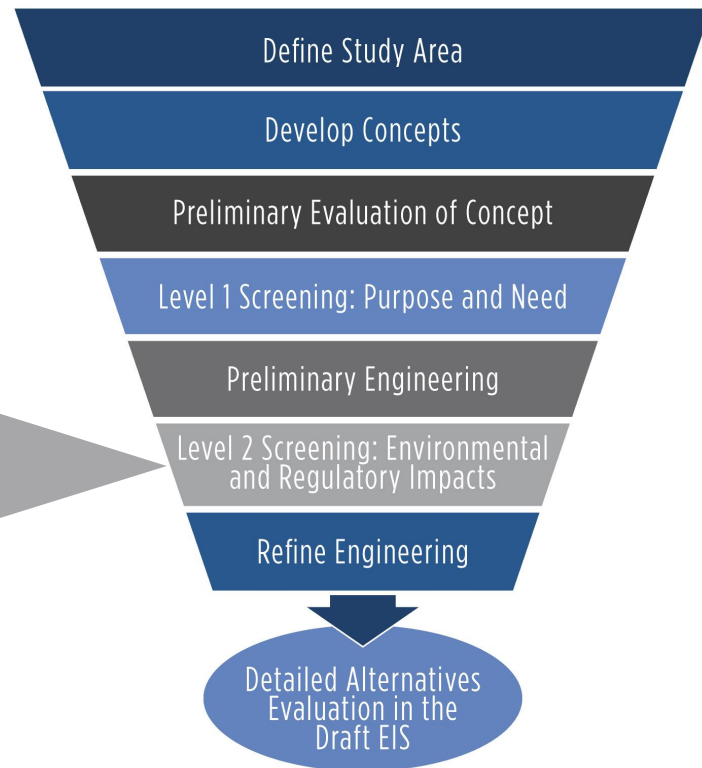 Define Study Area
Develop Concepts
Preliminary Evaluation of Concept
Level 1 Screening: Purpose and Need
Preliminary Engineering
Level 2 Screening: Environmental
and Regulatory Impacts
Refine Engineering
Detailed Alternatives
Evaluation in the
Draft EIS